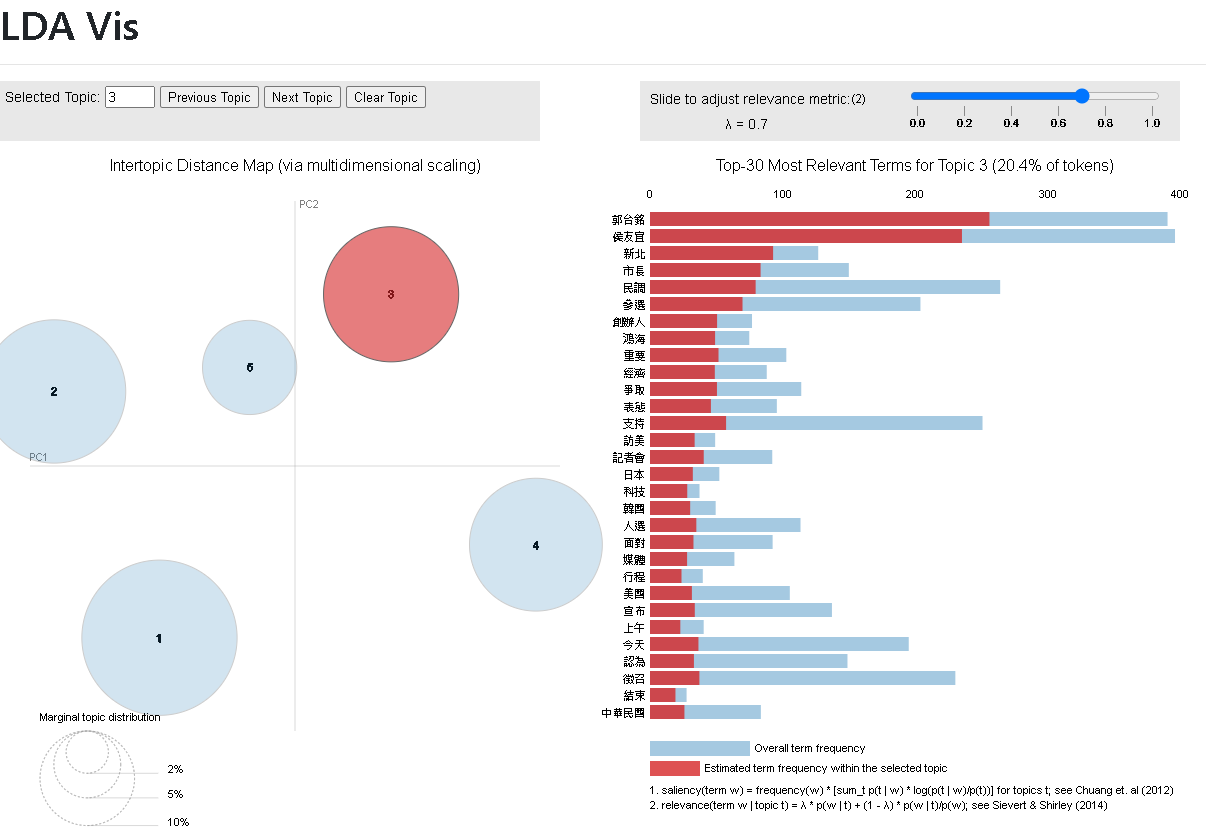 LDA Vis
Selected Topic: 3 Previous Topic Next Topic Clear Topic
Slide to adjust relevance metric:(2)
λ = 0.7
0.0 0.2 0.4 0.6 0.8 1.0
Intertopic Distance Map (via multidimensional scaling)
PC2
PC1
3
5
2
4
1
Marginal topic distribution
2%
5%
10%
Top-30 Most Relevant Terms for Topic 3 (20.4% of tokens)
0 100 200 300 400
郭台銘
侯友宜
新北
市長
民調
參選
創辦人
鴻海
重要
經濟
爭取
表態
支持
訪美
記者會
日本
科技
韓國
人選
面對
媒體
行程
美國
宣布
上午
今天
認為
徵召
結束
中華民國
Overall term frequency
Estimated term frequency within the selected topic
1. saliency(term w) = frequency(w) * [sum_t p(t | w) * log(p(t | w)/p(t))] for topics t; see Chuang et. al (2012)
2. relevance(term w | topic t) = λ * p(w | t) + (1 - λ) * p(w | t)/p(w); see Sievert & Shirley (2014)